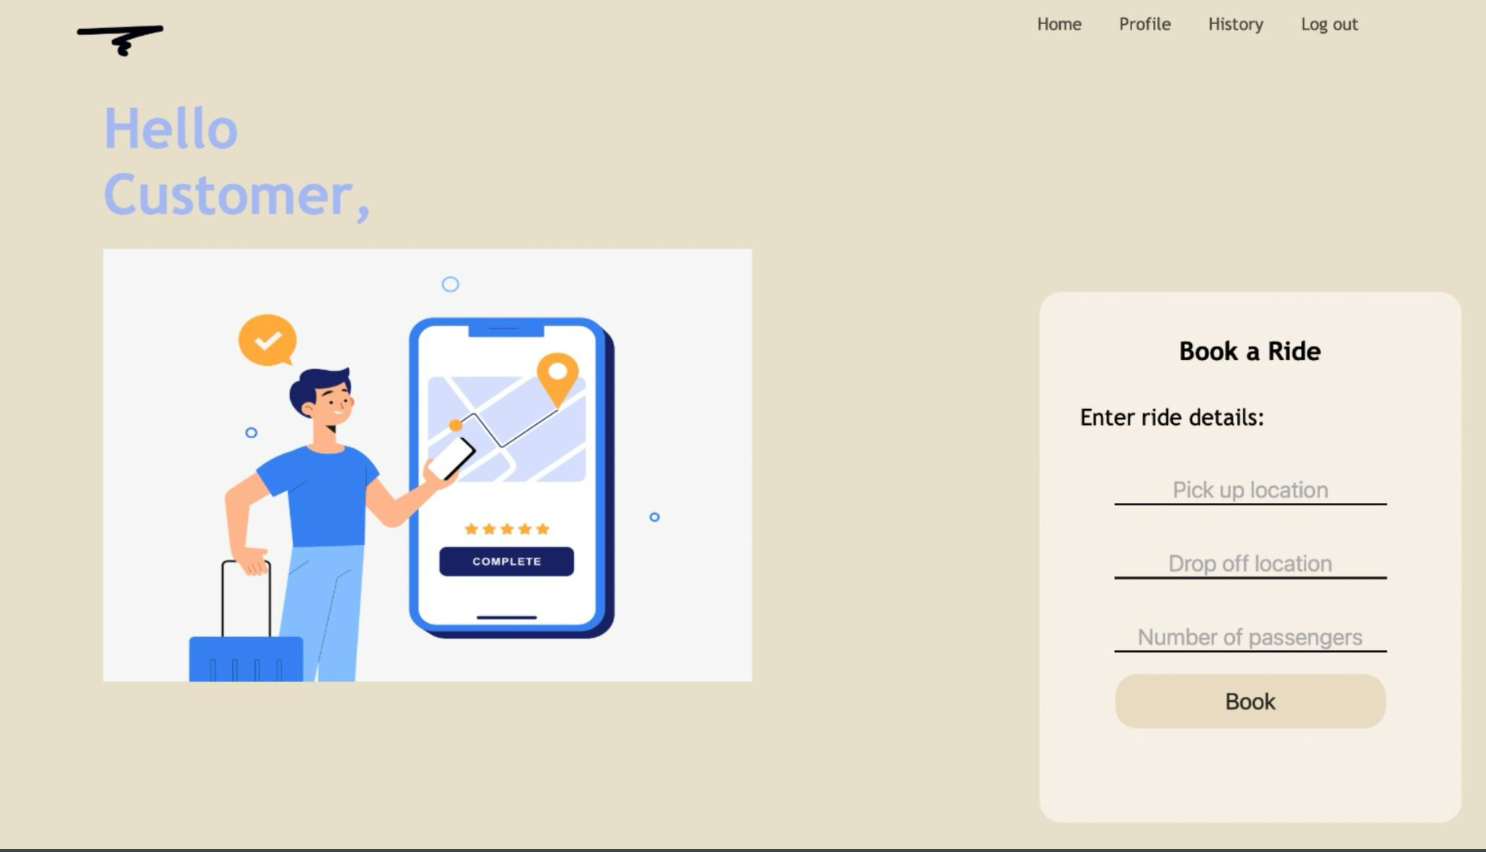 Home Profile History Log out
Hello
Customer,
COMPLETE
Book a Ride
Enter ride details:
Pick up location
Drop off location
Number of passengers
Book